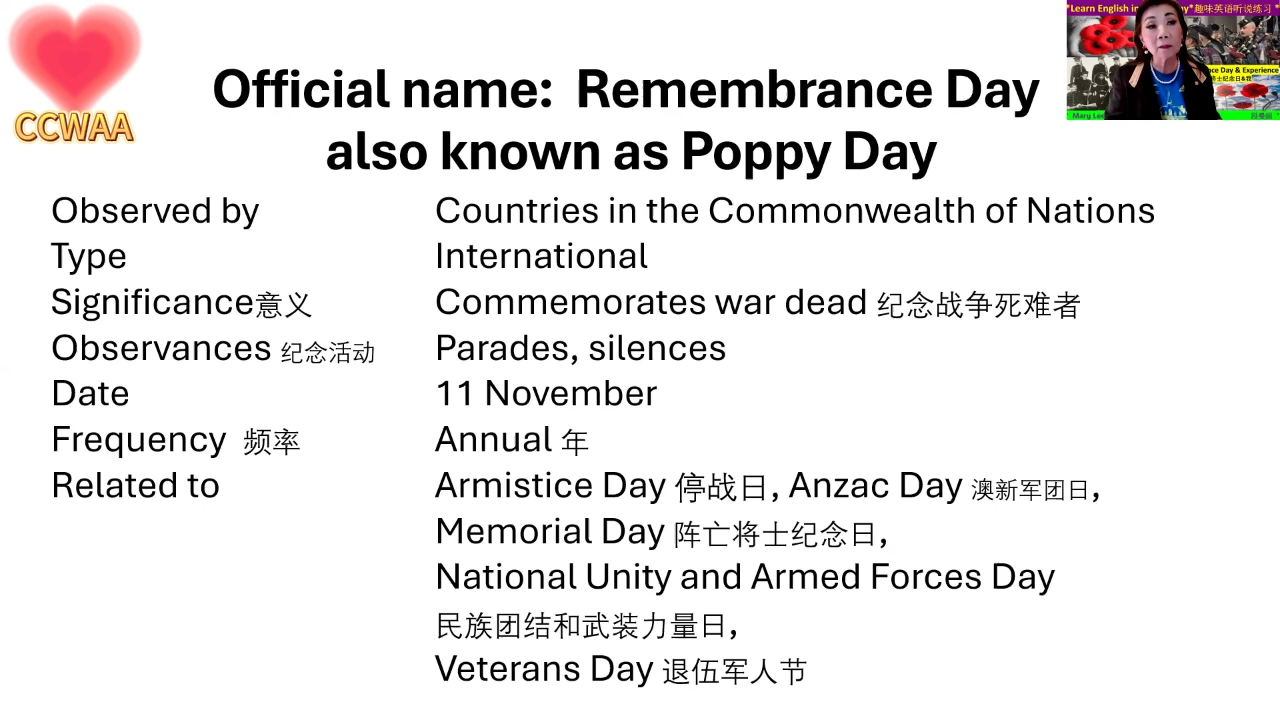 CCWAA
Official name:  Remembrance Day
also known as Poppy Day
Observed by Countries in the Commonwealth of Nations
Type International
Significance意义 Commemorates war dead 纪念战争死难者
Observances 纪念活动 Parades, silences
Date 11 November
Frequency 频率 Annual 年
Related to Armistice Day 停战日, Anzac Day 澳新军团日,
Memorial Day 阵亡将士纪念日,
National Unity and Armed Forces Day
民族团结和武装力量日,
Veterans Day 退伍军人节
"Learn English in 趣味英语听说练习"
Day & Experience
Mary